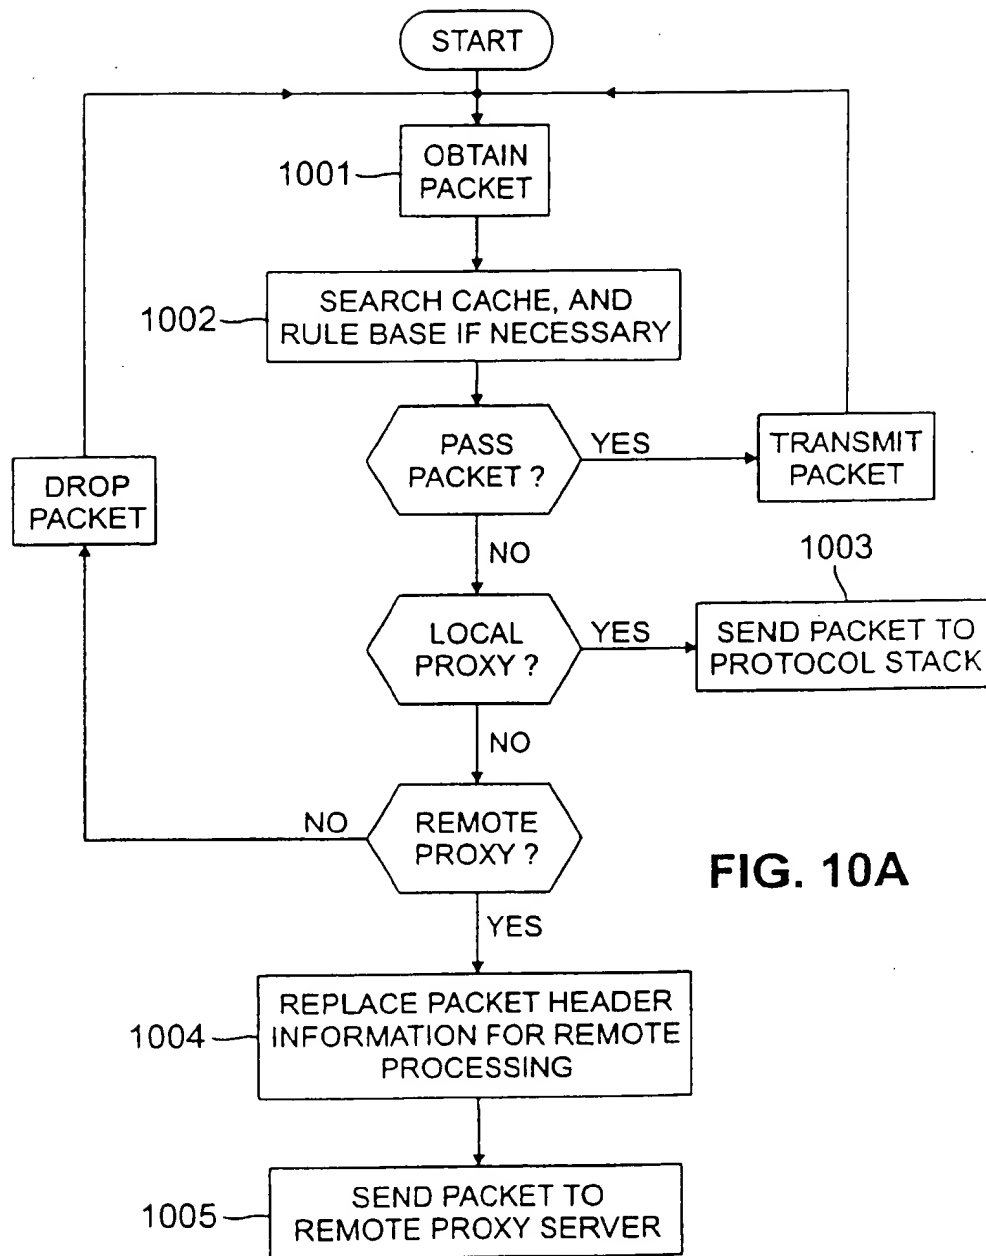 START
1001
OBTAIN
PACKET
1002
SEARCH CACHE, AND
RULE BASE IF NECESSARY
PASS
PACKET ?
YES
TRANSMIT
PACKET
DROP
PACKET
NO
1003
LOCAL
PROXY ?
YES
SEND PACKET TO
PROTOCOL STACK
NO
NO
REMOTE
PROXY ?
FIG. 10A
YES
1004
REPLACE PACKET HEADER
INFORMATION FOR REMOTE
PROCESSING
1005
SEND PACKET TO
REMOTE PROXY SERVER